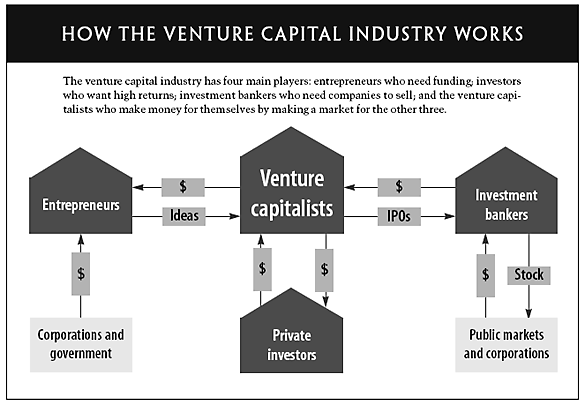 HOW THE VENTURE CAPITAL INDUSTRY WORKS
The venture capital industry has four main players: entrepreneurs who need funding; investors
who want high returns; investment bankers who need companies to sell; and the venture capi-
talists who make money for themselves by making a market for the other three.
Entrepreneurs
$
Ideas
Venture
capitalists
$
IPOs
Investment
bankers
$
$
$
$
Stock
Corporations and
government
Private
investors
Public markets
and corporations